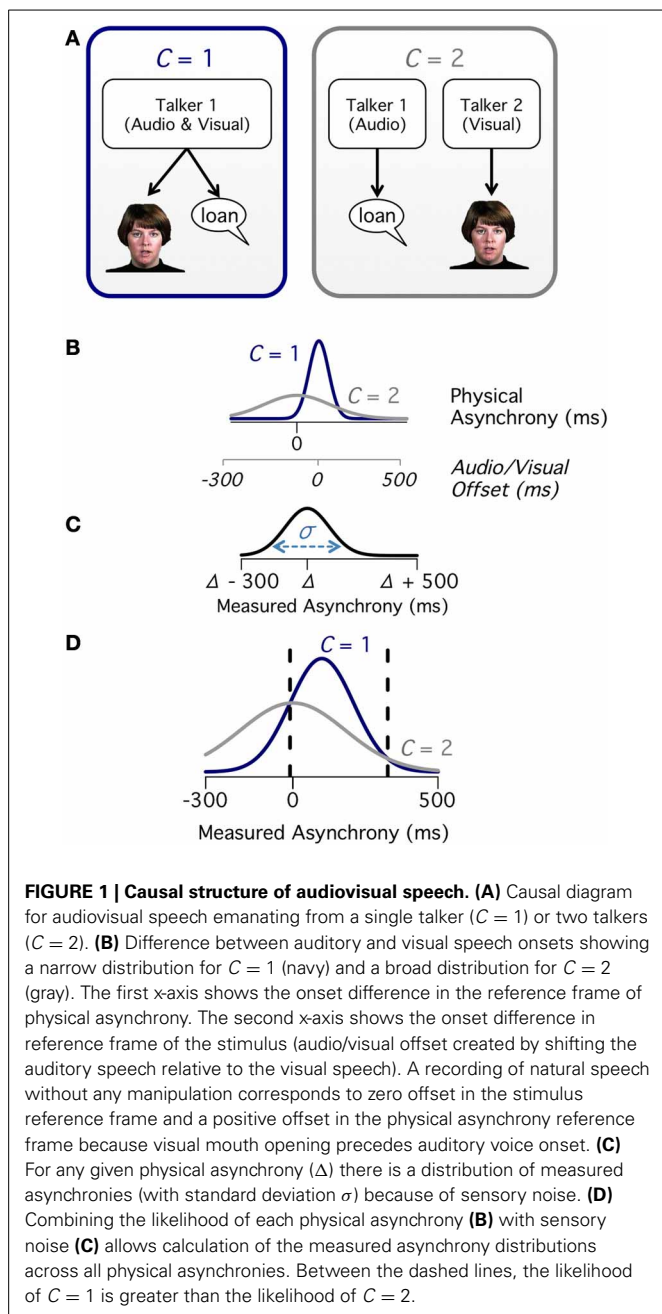 A
C = 1
C = 2
Talker 1
(Audio & Visual)
Talker 1
(Audio)
Talker 2
(Visual)
loan
loan
B
C = 1
C = 2
Physical
Asynchrony (ms)
0
-300
0
500
Audio/Visual
Offset (ms)
C
σ
Δ - 300
Δ
Δ + 500
Measured Asynchrony (ms)
D
C = 1
C = 2
-300
0
500
Measured Asynchrony (ms)
FIGURE 1 | Causal structure of audiovisual speech. (A) Causal diagram
for audiovisual speech emanating from a single talker (C = 1) or two talkers
(C = 2). (B) Difference between auditory and visual speech onsets showing
a narrow distribution for C = 1 (navy) and a broad distribution for C = 2
(gray). The first x-axis shows the onset difference in the reference frame of
physical asynchrony. The second x-axis shows the onset difference in
reference frame of the stimulus (audio/visual offset created by shifting the
auditory speech relative to the visual speech). A recording of natural speech
without any manipulation corresponds to zero offset in the stimulus
reference frame and a positive offset in the physical asynchrony reference
frame because visual mouth opening precedes auditory voice onset. (C)
For any given physical asynchrony (Δ) there is a distribution of measured
asynchronies (with standard deviation σ) because of sensory noise. (D)
Combining the likelihood of each physical asynchrony (B) with sensory
noise (C) allows calculation of the measured asynchrony distributions
across all physical asynchronies. Between the dashed lines, the likelihood
of C = 1 is greater than the likelihood of C = 2.